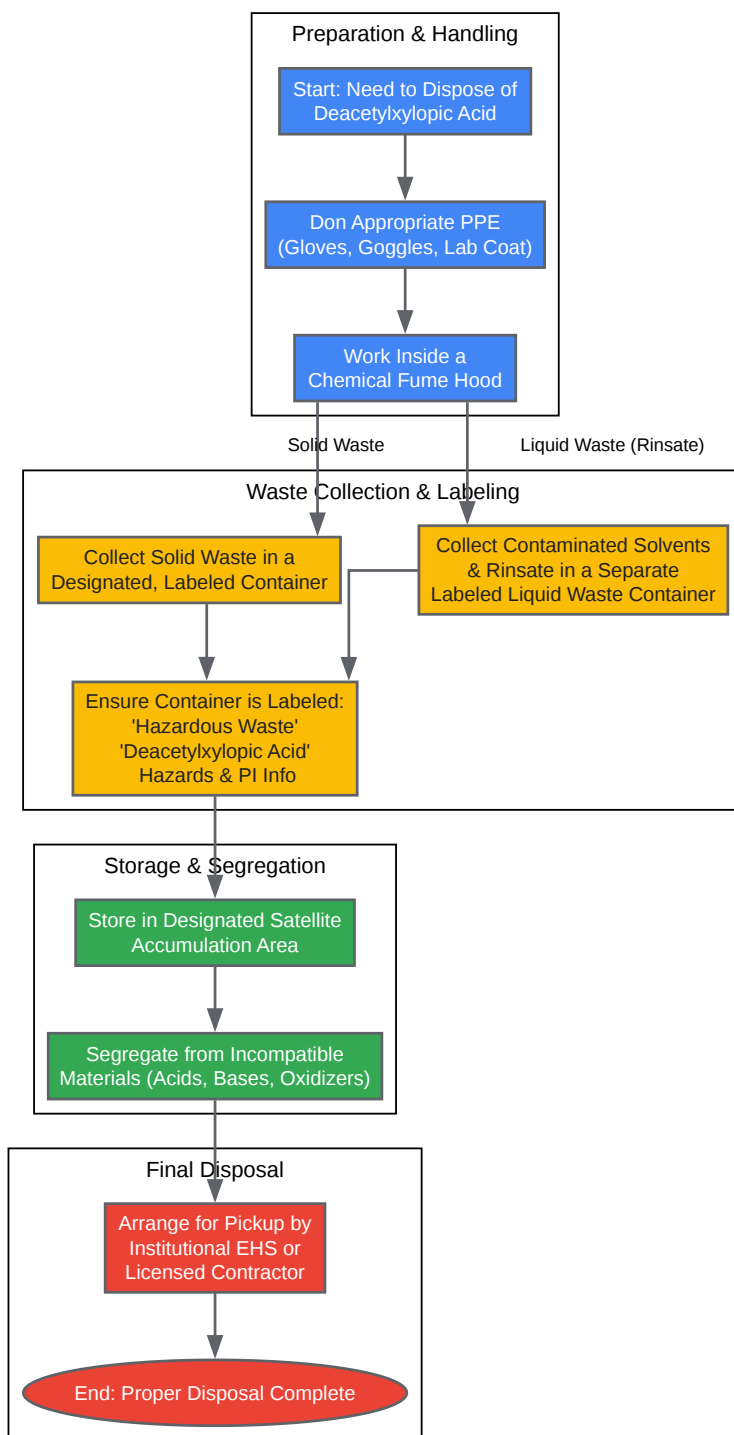 Preparation & Handling
Start: Need to Dispose of
Deacetylxylopic Acid
Don Appropriate PPE
(Gloves, Goggles, Lab Coat)
Work Inside a
Chemical Fume Hood
Solid Waste
Liquid Waste (Rinsate)
Waste Collection & Labeling
Collect Solid Waste in a
Designated, Labeled Container
Collect Contaminated Solvents
& Rinsate in a Separate
Labeled Liquid Waste Container
Ensure Container is Labeled:
'Hazardous Waste'
'Deacetylxylopic Acid'
Hazards & PI Info
Storage & Segregation
Store in Designated Satellite
Accumulation Area
Segregate from Incompatible
Materials (Acids, Bases, Oxidizers)
Final Disposal
Arrange for Pickup by
Institutional EHS or
Licensed Contractor
End: Proper Disposal Complete